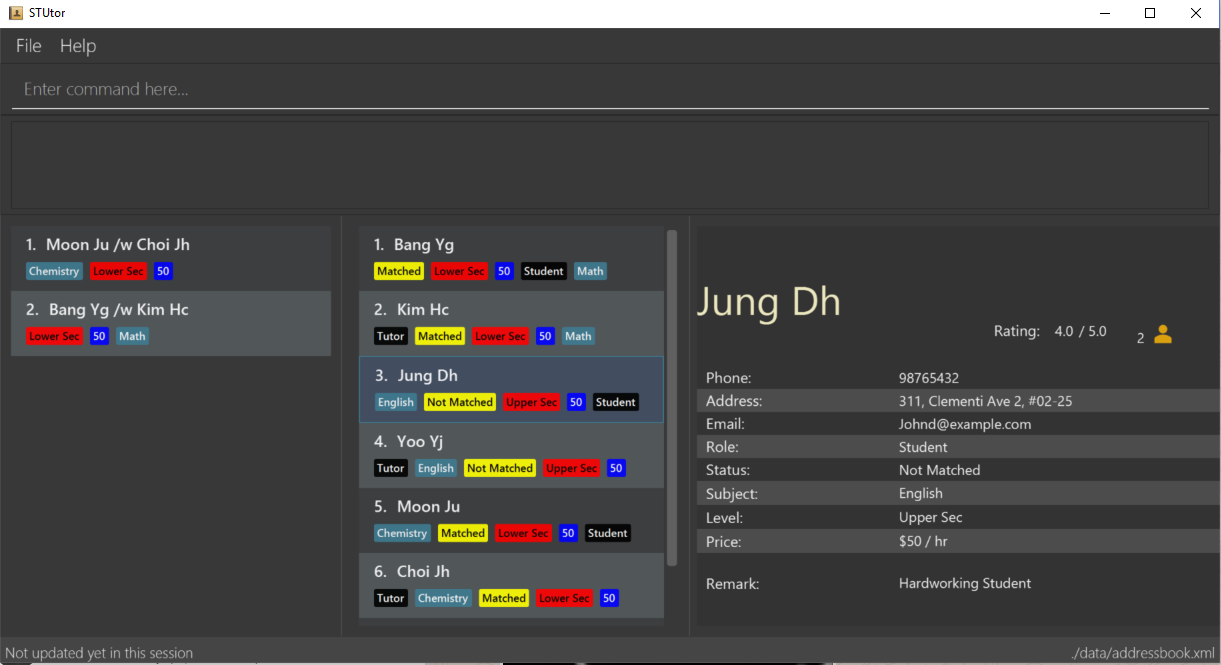 STUtor
File Help
Enter command here...
1. Moon Ju /w Choi Jh
Chemistry Lower Sec 50
2. Bang Yg /w Kim Hc
Lower Sec 50 Math
1. Bang Yg
Matched Lower Sec 50 Student Math
2. Kim Hc
Tutor Matched Lower Sec 50 Math
3. Jung Dh
English Not Matched Upper Sec 50 Student
4. Yoo Yj
Tutor English Not Matched Upper Sec 50
5. Moon Ju
Chemistry Matched Lower Sec 50 Student
6. Choi Jh
Tutor Chemistry Matched Lower Sec 50
Jung Dh
Rating: 4.0 / 5.0 2
Phone: 98765432
Address: 311, Clementi Ave 2, #02-25
Email: Johnd@example.com
Role: Student
Status: Not Matched
Subject: English
Level: Upper Sec
Price: $50 / hr
Remark: Hardworking Student
Not updated yet in this session ./data/addressbook.xml